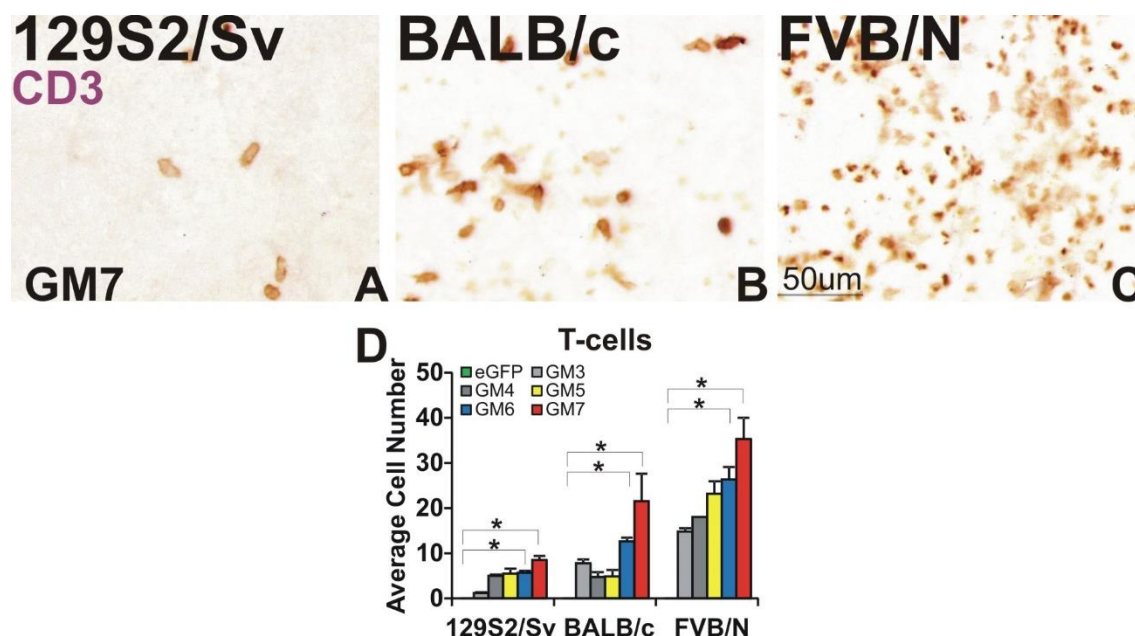 129S2/Sv
CD3
GM7
A
BALB/c
B
FVB/N
50um
C
D
T-cells
Average Cell Number
50
40
30
20
10
0
eGFP GM3
GM4 GM5
GM6 GM7
* *
* *
* *
129S2/Sv BALB/c FVB/N